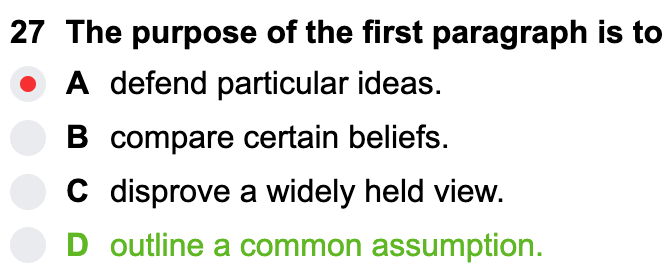 27 The purpose of the first paragraph is to
A defend particular ideas.
B compare certain beliefs.
C disprove a widely held view.
D outline a common assumption.